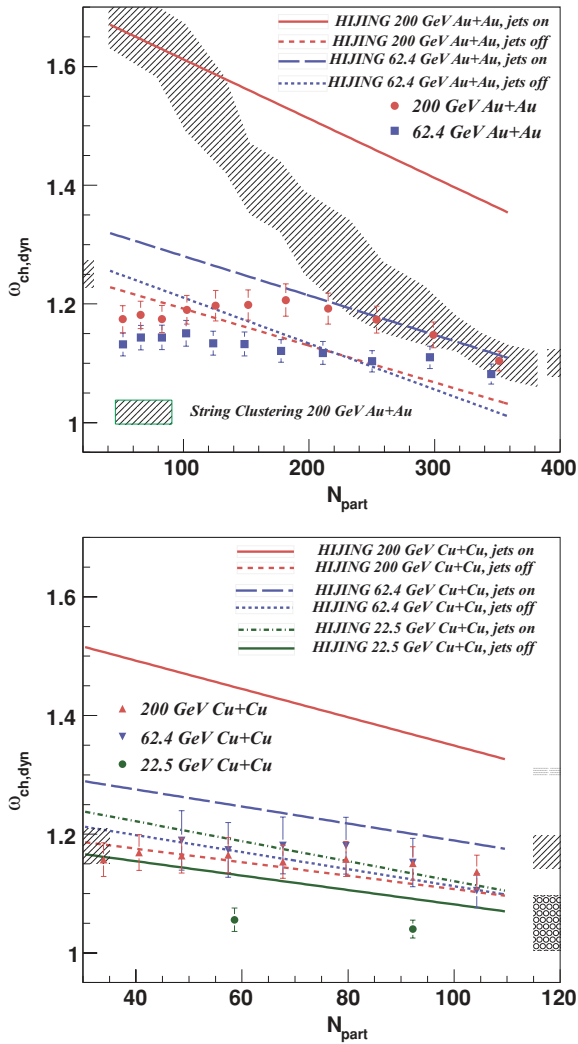 HIJING 200 GeV Au+Au, jets on
HIJING 200 GeV Au+Au, jets off
HIJING 62.4 GeV Au+Au, jets on
HIJING 62.4 GeV Au+Au, jets off
200 GeV Au+Au
62.4 GeV Au+Au
1.6
1.4
1.2
1
ω_ch,dyn
String Clustering 200 GeV Au+Au
100 200 300 400
N_part
HIJING 200 GeV Cu+Cu, jets on
HIJING 200 GeV Cu+Cu, jets off
HIJING 62.4 GeV Cu+Cu, jets on
HIJING 62.4 GeV Cu+Cu, jets off
HIJING 22.5 GeV Cu+Cu, jets on
HIJING 22.5 GeV Cu+Cu, jets off
200 GeV Cu+Cu
62.4 GeV Cu+Cu
22.5 GeV Cu+Cu
1.6
1.4
1.2
1
ω_ch,dyn
40 60 80 100 120
N_part